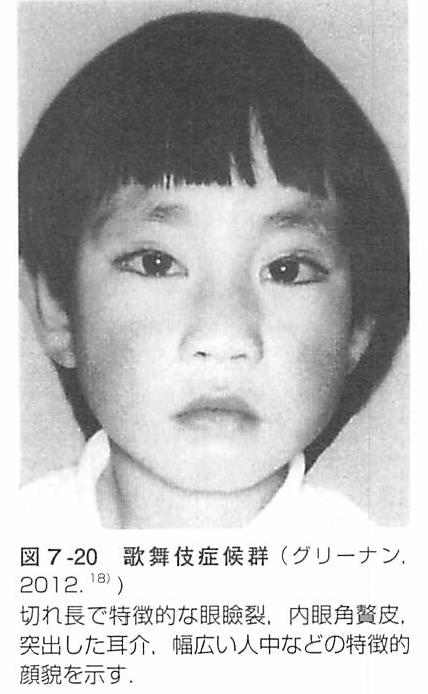 図7-20 歌舞伎症候群（グリーナン，
2012.18)）
切れ長で特徴的な眼瞼裂，内眼角贅皮，
突出した耳介，幅広い人中などの特徴的
顔貌を示す．